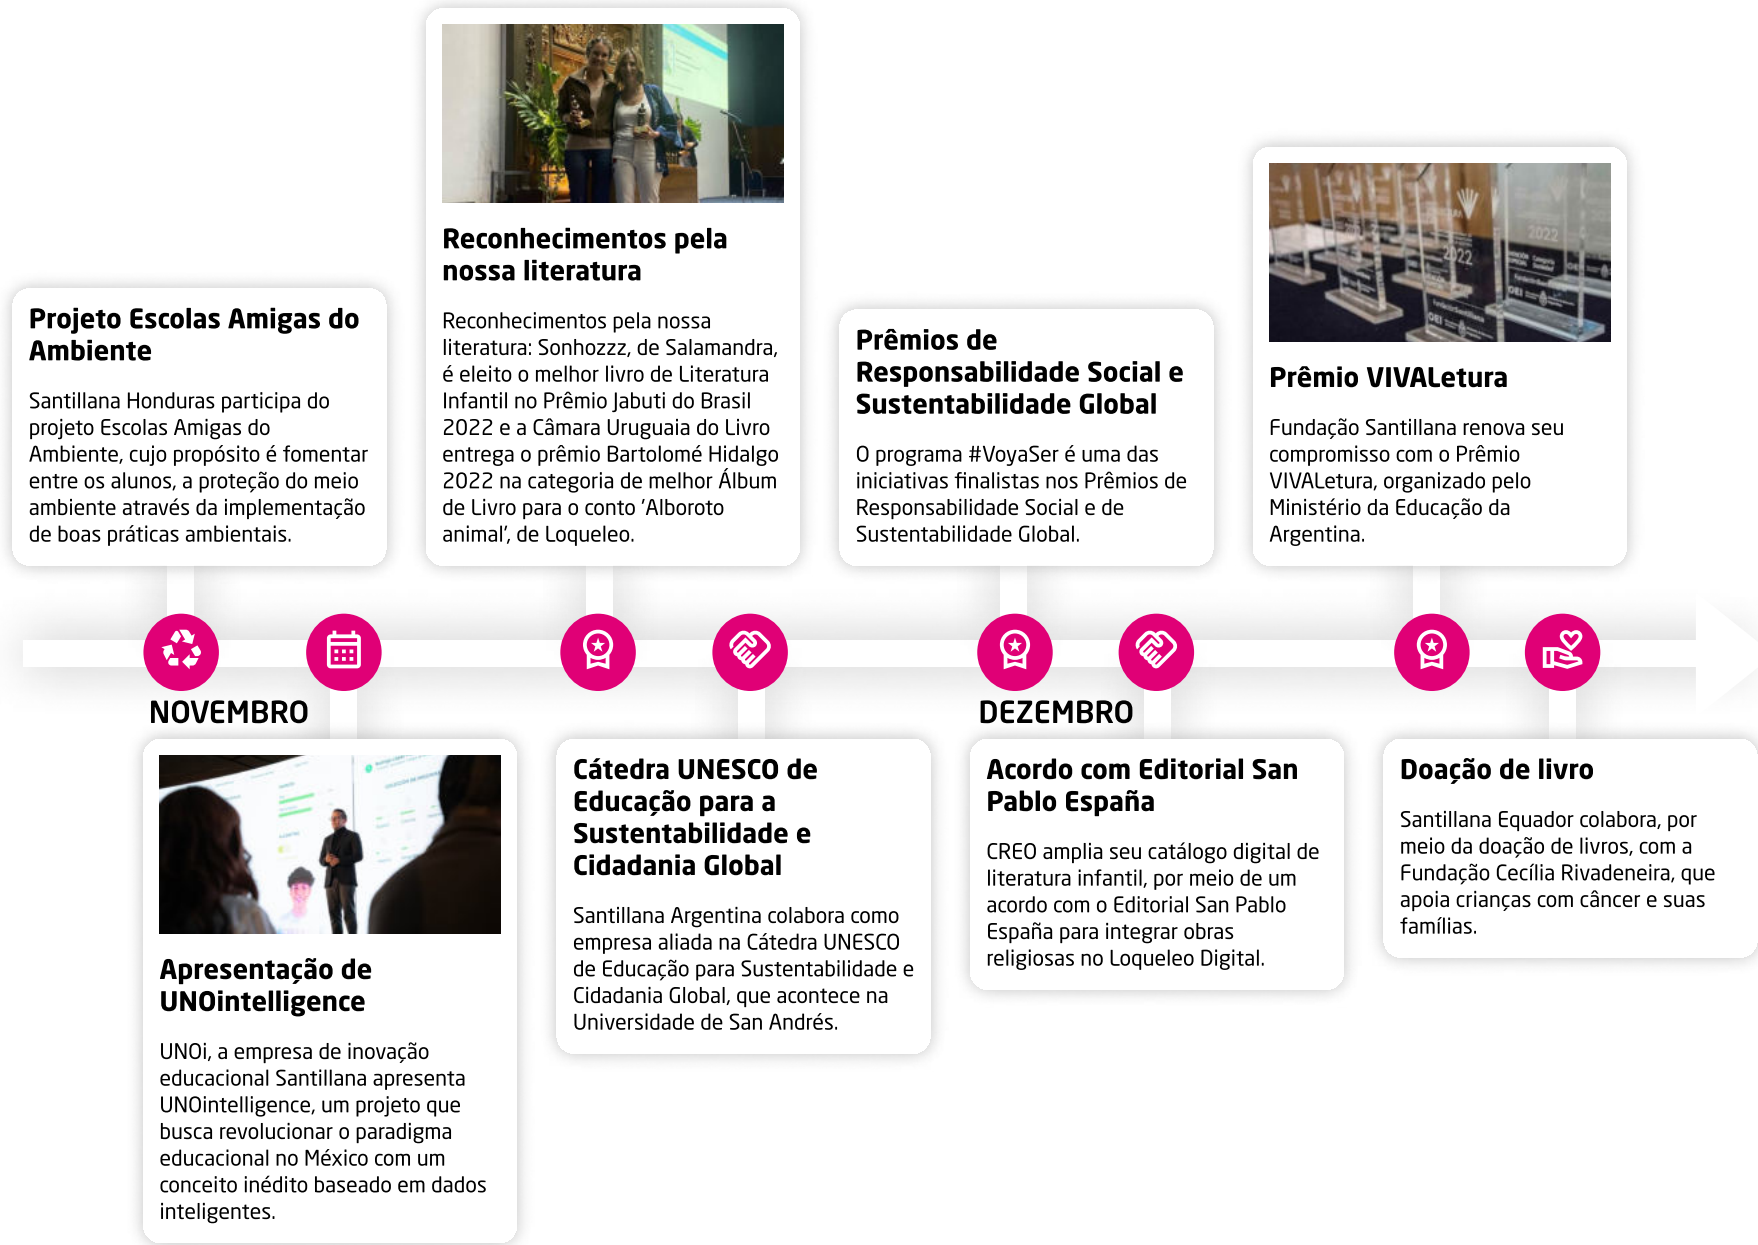 Projeto Escolas Amigas do
Ambiente
Santillana Honduras participa do
projeto Escolas Amigas do
Ambiente, cujo propósito é fomentar
entre os alunos, a proteção do meio
ambiente através da implementação
de boas práticas ambientais.
Reconhecimentos pela
nossa literatura
Reconhecimentos pela nossa
literatura: Sonhozzz, de Salamandra,
é eleito o melhor livro de Literatura
Infantil no Prêmio Jabuti do Brasil
2022 e a Câmara Uruguaia do Livro
entrega o prêmio Bartolomé Hidalgo
2022 na categoria de melhor Álbum
de Livro para o conto 'Alboroto
animal', de Loqueleo.
Prêmios de
Responsabilidade Social e
Sustentabilidade Global
O programa #VoyaSer é uma das
iniciativas finalistas nos Prêmios de
Responsabilidade Social e de
Sustentabilidade Global.
2022
2022
OEI
OEI
Prêmio VIVALetura
Fundação Santillana renova seu
compromisso com o Prêmio
VIVALetura, organizado pelo
Ministério da Educação da
Argentina.
NOVEMBRO
DEZEMBRO
Apresentação de
UNOintelligence
UNOi, a empresa de inovação
educacional Santillana apresenta
UNOintelligence, um projeto que
busca revolucionar o paradigma
educacional no México com um
conceito inédito baseado em dados
inteligentes.
Cátedra UNESCO de
Educação para a
Sustentabilidade e
Cidadania Global
Santillana Argentina colabora como
empresa aliada na Cátedra UNESCO
de Educação para Sustentabilidade e
Cidadania Global, que acontece na
Universidade de San Andrés.
Acordo com Editorial San
Pablo España
CREO amplia seu catálogo digital de
literatura infantil, por meio de um
acordo com o Editorial San Pablo
España para integrar obras
religiosas no Loqueleo Digital.
Doação de livro
Santillana Equador colabora, por
meio da doação de livros, com a
Fundação Cecília Rivadeneira, que
apoia crianças com câncer e suas
famílias.